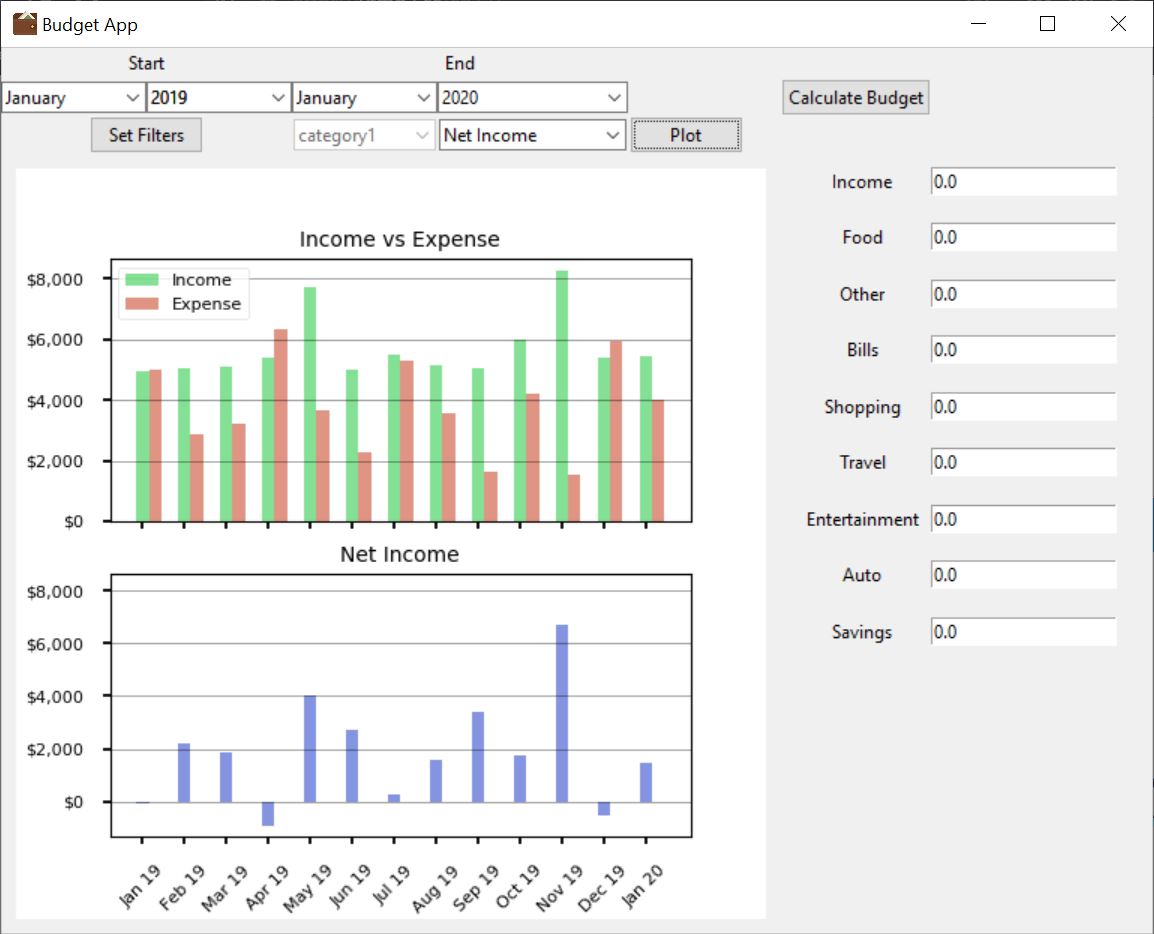 Budget App
Start End
January 2019 January 2020 Calculate Budget
Set Filters category1 Net Income Plot
Income vs Expense
$8,000
$6,000
$4,000
$2,000
$0
Income
Expense
Net Income
$8,000
$6,000
$4,000
$2,000
$0
Jan 19 Feb 19 Mar 19 Apr 19 May 19 Jun 19 Jul 19 Aug 19 Sep 19 Oct 19 Nov 19 Dec 19 Jan 20
Income 0.0
Food 0.0
Other 0.0
Bills 0.0
Shopping 0.0
Travel 0.0
Entertainment 0.0
Auto 0.0
Savings 0.0